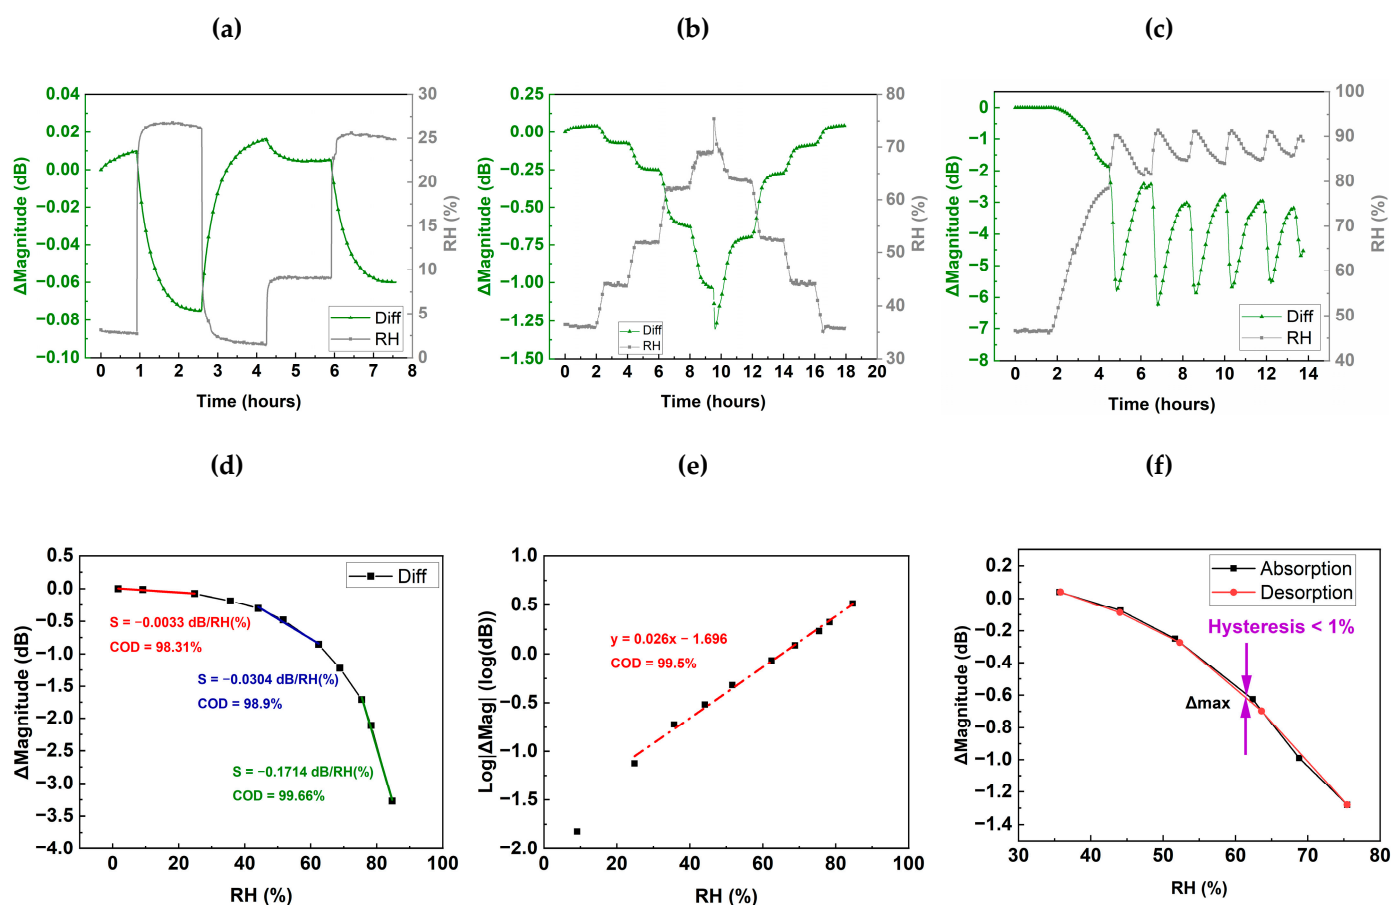 (a)
(b)
(c)
0.04
0.02
0.00
−0.02
−0.04
−0.06
−0.08
−0.10
ΔMagnitude (dB)
30
25
20
15
10
5
0
RH (%)
0 1 2 3 4 5 6 7 8
Time (hours)
Diff
RH
0.25
0.00
−0.25
−0.50
−0.75
−1.00
−1.25
−1.50
ΔMagnitude (dB)
80
70
60
50
40
30
RH (%)
0 2 4 6 8 10 12 14 16 18 20
Time (hours)
Diff
RH
0
−1
−2
−3
−4
−5
−6
−7
−8
ΔMagnitude (dB)
100
90
80
70
60
50
40
RH (%)
0 2 4 6 8 10 12 14
Time (hours)
Diff
RH
(d)
(e)
(f)
0.5
0.0
−0.5
−1.0
−1.5
−2.0
−2.5
−3.0
−3.5
−4.0
ΔMagnitude (dB)
Diff
S = −0.0033 dB/RH(%)
COD = 98.31%
S = −0.0304 dB/RH(%)
COD = 98.9%
S = −0.1714 dB/RH(%)
COD = 99.66%
0 20 40 60 80 100
RH (%)
1.0
0.5
0.0
−0.5
−1.0
−1.5
−2.0
Log|ΔMag| (log(dB))
y = 0.026x − 1.696
COD = 99.5%
0 20 40 60 80 100
RH (%)
0.2
0.0
−0.2
−0.4
−0.6
−0.8
−1.0
−1.2
−1.4
ΔMagnitude (dB)
Absorption
Desorption
Hysteresis < 1%
Δmax
30 40 50 60 70 80
RH (%)